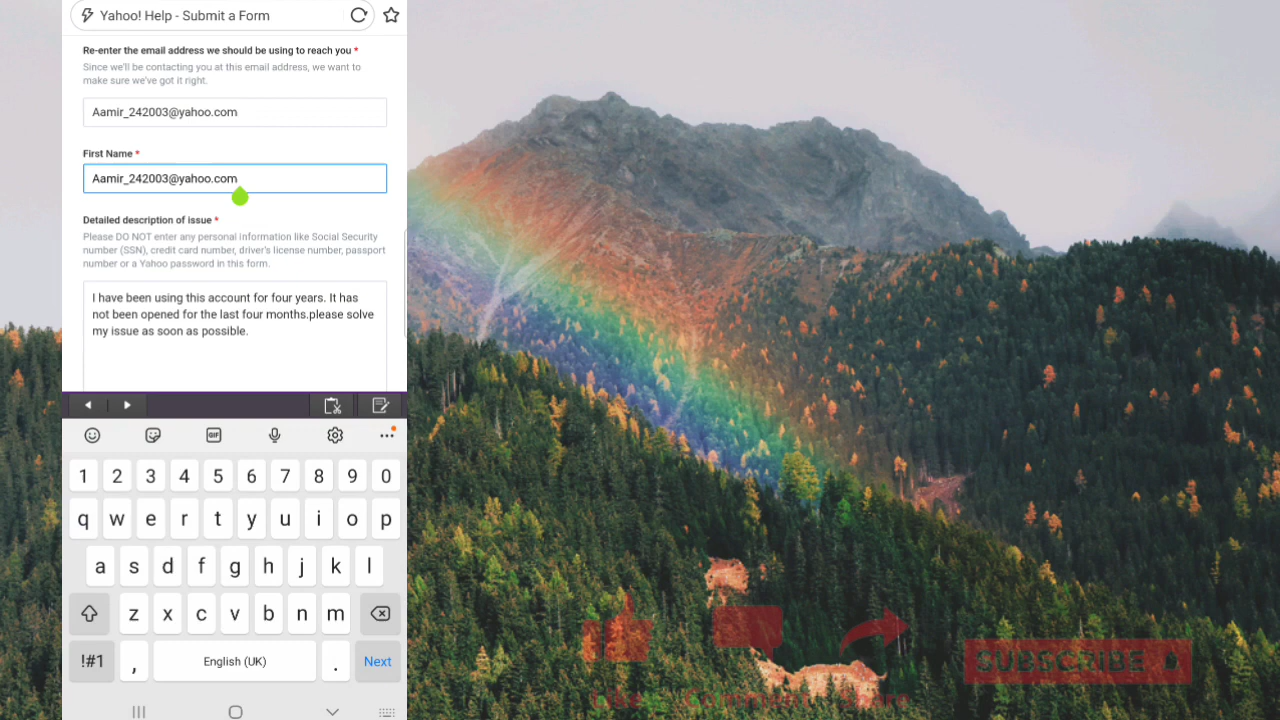 Yahoo! Help - Submit a Form
Re-enter the email address we should be using to reach you *
Since we'll be contacting you at this email address, we want to
make sure we've got it right.
Aamir_242003@yahoo.com
First Name *
Aamir_242003@yahoo.com
Detailed description of issue *
Please DO NOT enter any personal information like Social Security
number (SSN), credit card number, driver's license number, passport
number or a Yahoo password in this form.
I have been using this account for four years. It has
not been opened for the last four months.please solve
my issue as soon as possible.
GIF
1 2 3 4 5 6 7 8 9 0
q w e r t y u i o p
a s d f g h j k l
z x c v b n m
!#1 , English (UK) . Next
Like Comment Share
SUBSCRIBE